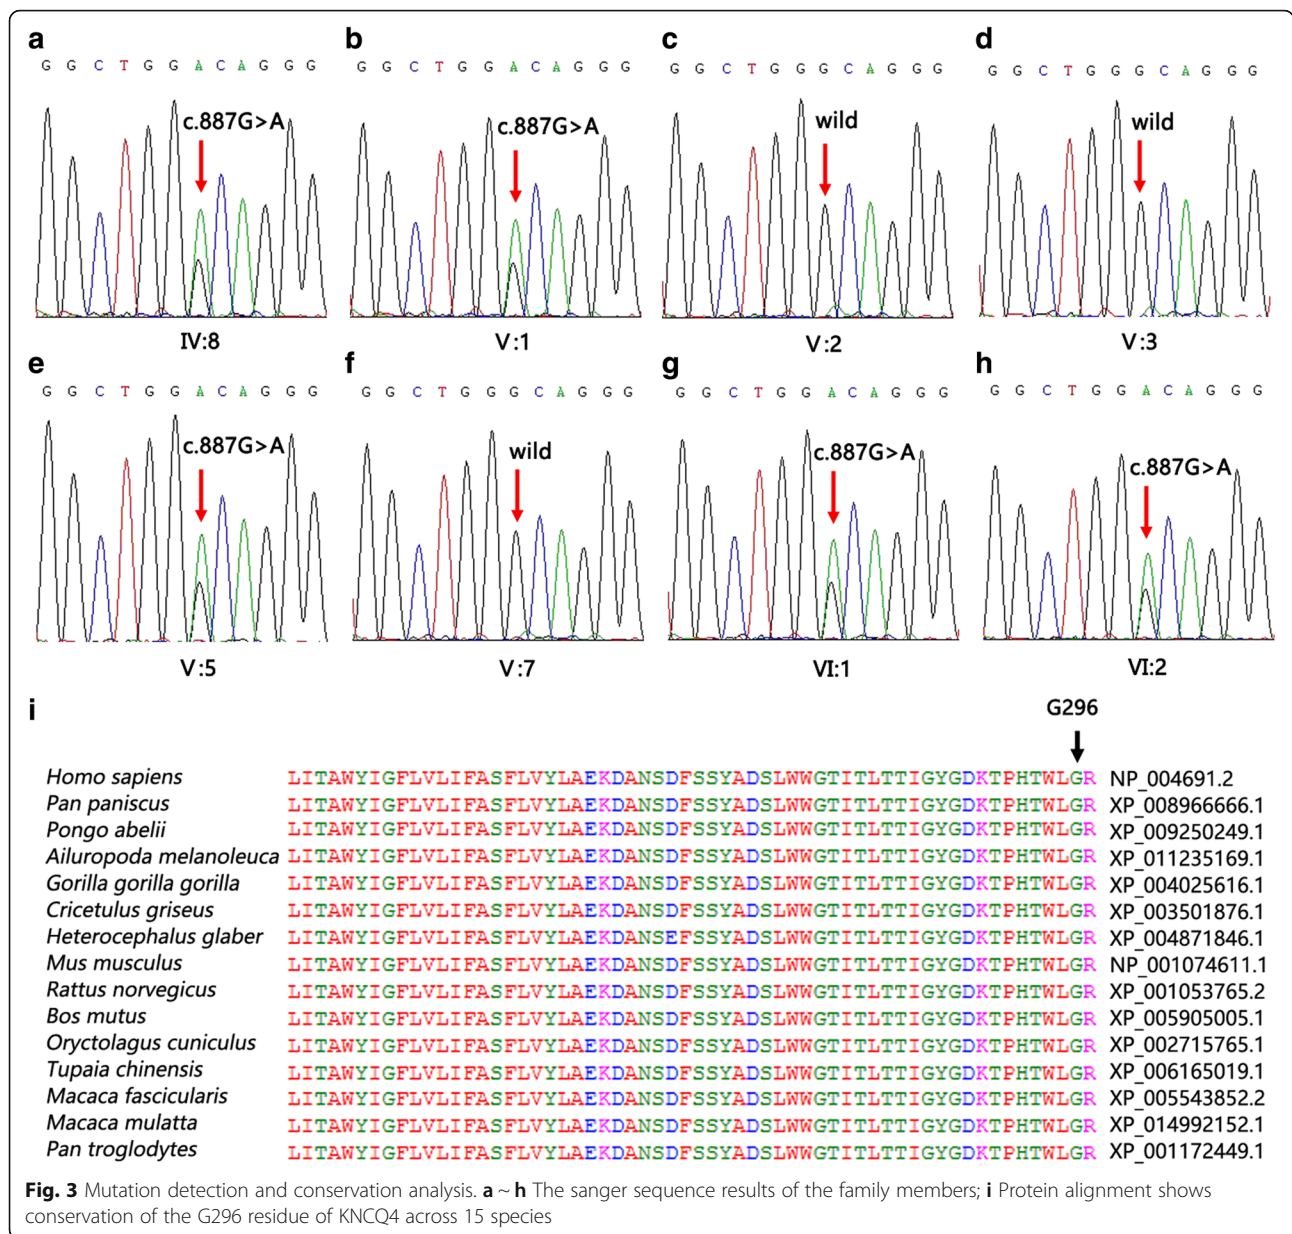 a b c d
G G C T G G A C A G G G
G G C T G G A C A G G G
G G C T G G G C A G G G
G G C T G G G C A G G G
c.887G>A
c.887G>A
wild
wild
IV:8
V:1
V:2
V:3
e f g h
G G C T G G A C A G G G
G G C T G G G C A G G G
G G C T G G A C A G G G
G G C T G G A C A G G G
c.887G>A
wild
c.887G>A
c.887G>A
V:5
V:7
VI:1
VI:2
i
G296
Homo sapiens LITAWYIGFLVLIFASFLVYLAEKDANSDFSSYADSLWWGTITLTTIGYGDKTPHTWLGR NP_004691.2
Pan paniscus LITAWYIGFLVLIFASFLVYLAEKDANSDFSSYADSLWWGTITLTTIGYGDKTPHTWLGR XP_008966666.1
Pongo abelii LITAWYIGFLVLIFASFLVYLAEKDANSDFSSYADSLWWGTITLTTIGYGDKTPHTWLGR XP_009250249.1
Ailuropoda melanoleuca LITAWYIGFLVLIFASFLVYLAEKDANSDFSSYADSLWWGTITLTTIGYGDKTPHTWLGR XP_011235169.1
Gorilla gorilla gorilla LITAWYIGFLVLIFASFLVYLAEKDANSDFSSYADSLWWGTITLTTIGYGDKTPHTWLGR XP_004025616.1
Cricetulus griseus LITAWYIGFLVLIFASFLVYLAEKDANSDFSSYADSLWWGTITLTTIGYGDKTPHTWLGR XP_003501876.1
Heterocephalus glaber LITAWYIGFLVLIFASFLVYLAEKDANSEFSSYADSLWWGTITLTTIGYGDKTPHTWLGR XP_004871846.1
Mus musculus LITAWYIGFLVLIFASFLVYLAEKDANSDFSSYADSLWWGTITLTTIGYGDKTPHTWLGR NP_001074611.1
Rattus norvegicus LITAWYIGFLVLIFASFLVYLAEKDANSDFSSYADSLWWGTITLTTIGYGDKTPHTWLGR XP_001053765.2
Bos mutus LITAWYIGFLVLIFASFLVYLAEKDANSDFSSYADSLWWGTITLTTIGYGDKTPHTWLGR XP_005905005.1
Oryctolagus cuniculus LITAWYIGFLVLIFASFLVYLAEKDANSDFSSYADSLWWGTITLTTIGYGDKTPHTWLGR XP_002715765.1
Tupaia chinensis LITAWYIGFLVLIFASFLVYLAEKDANSDFSSYADSLWWGTITLTTIGYGDKTPHTWLGR XP_006165019.1
Macaca fascicularis LITAWYIGFLVLIFASFLVYLAEKDANSDFSSYADSLWWGTITLTTIGYGDKTPHTWLGR XP_005543852.2
Macaca mulatta LITAWYIGFLVLIFASFLVYLAEKDANSDFSSYADSLWWGTITLTTIGYGDKTPHTWLGR XP_014992152.1
Pan troglodytes LITAWYIGFLVLIFASFLVYLAEKDANSDFSSYADSLWWGTITLTTIGYGDKTPHTWLGR XP_001172449.1
Fig. 3 Mutation detection and conservation analysis. a ~ h The sanger sequence results of the family members; i Protein alignment shows
conservation of the G296 residue of KNCQ4 across 15 species